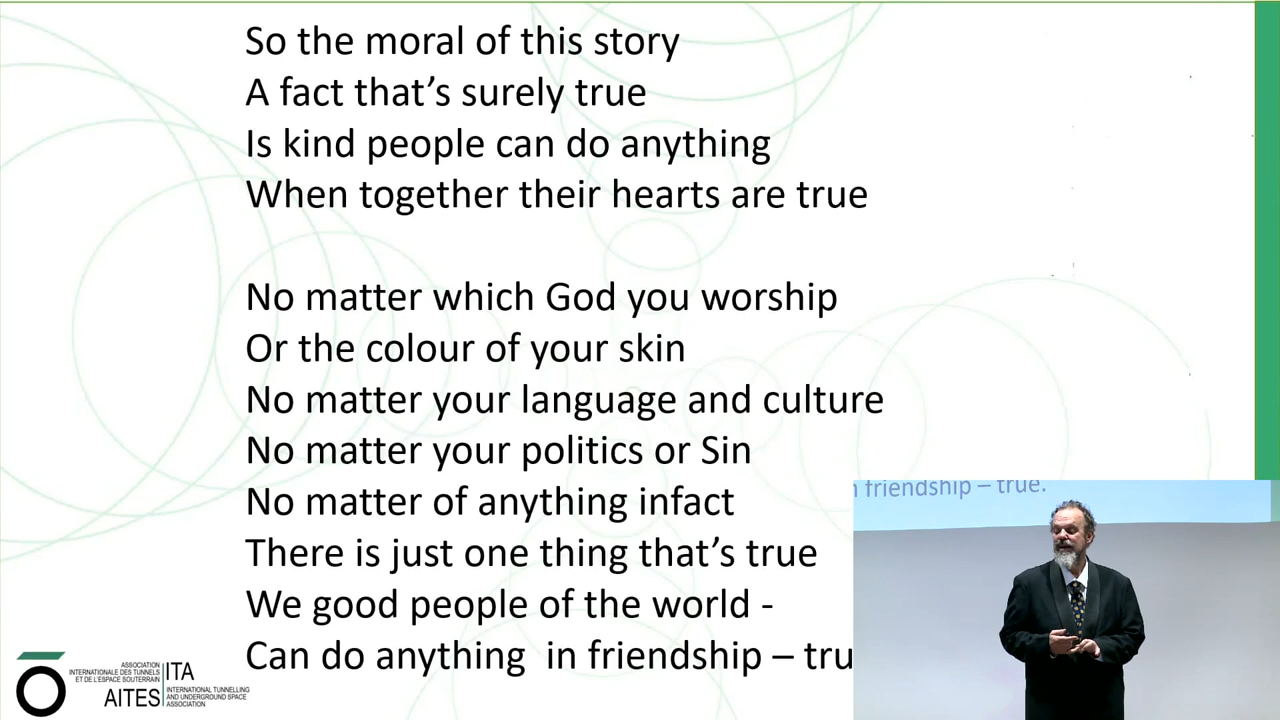 So the moral of this story
A fact that's surely true
Is kind people can do anything
When together their hearts are true
No matter which God you worship
Or the colour of your skin
No matter your language and culture
No matter your politics or Sin
No matter of anything infact
There is just one thing that's true
We good people of the world -
Can do anything  in friendship – tru
friendship – true.
ASSOCIATION
INTERNATIONALE DES TUNNELS
ET DE L'ESPACE SOUTERRAIN
AITES
ITA
INTERNATIONAL TUNNELLING
AND UNDERGROUND SPACE
ASSOCIATION